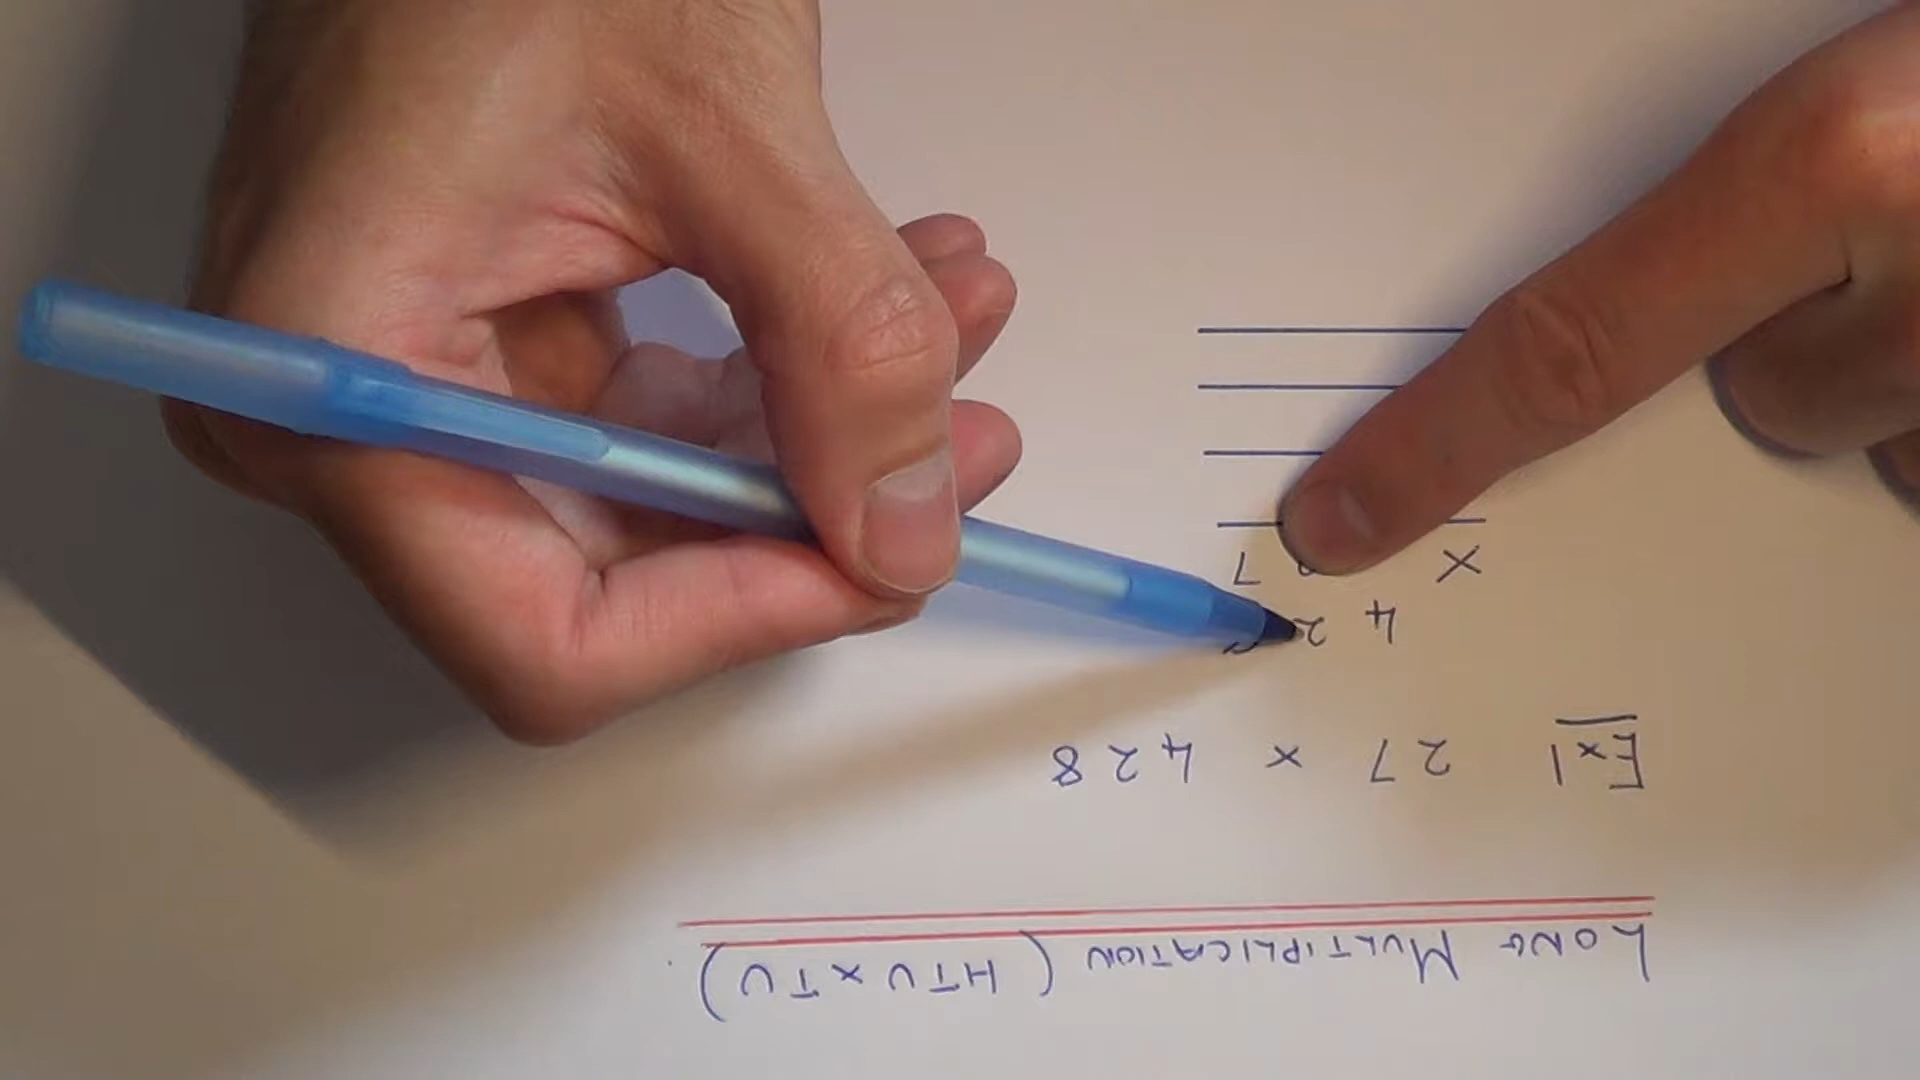 LONG MULTIPLICATION (HTU × TU).
Ex1 27 × 428
4 2
× 7